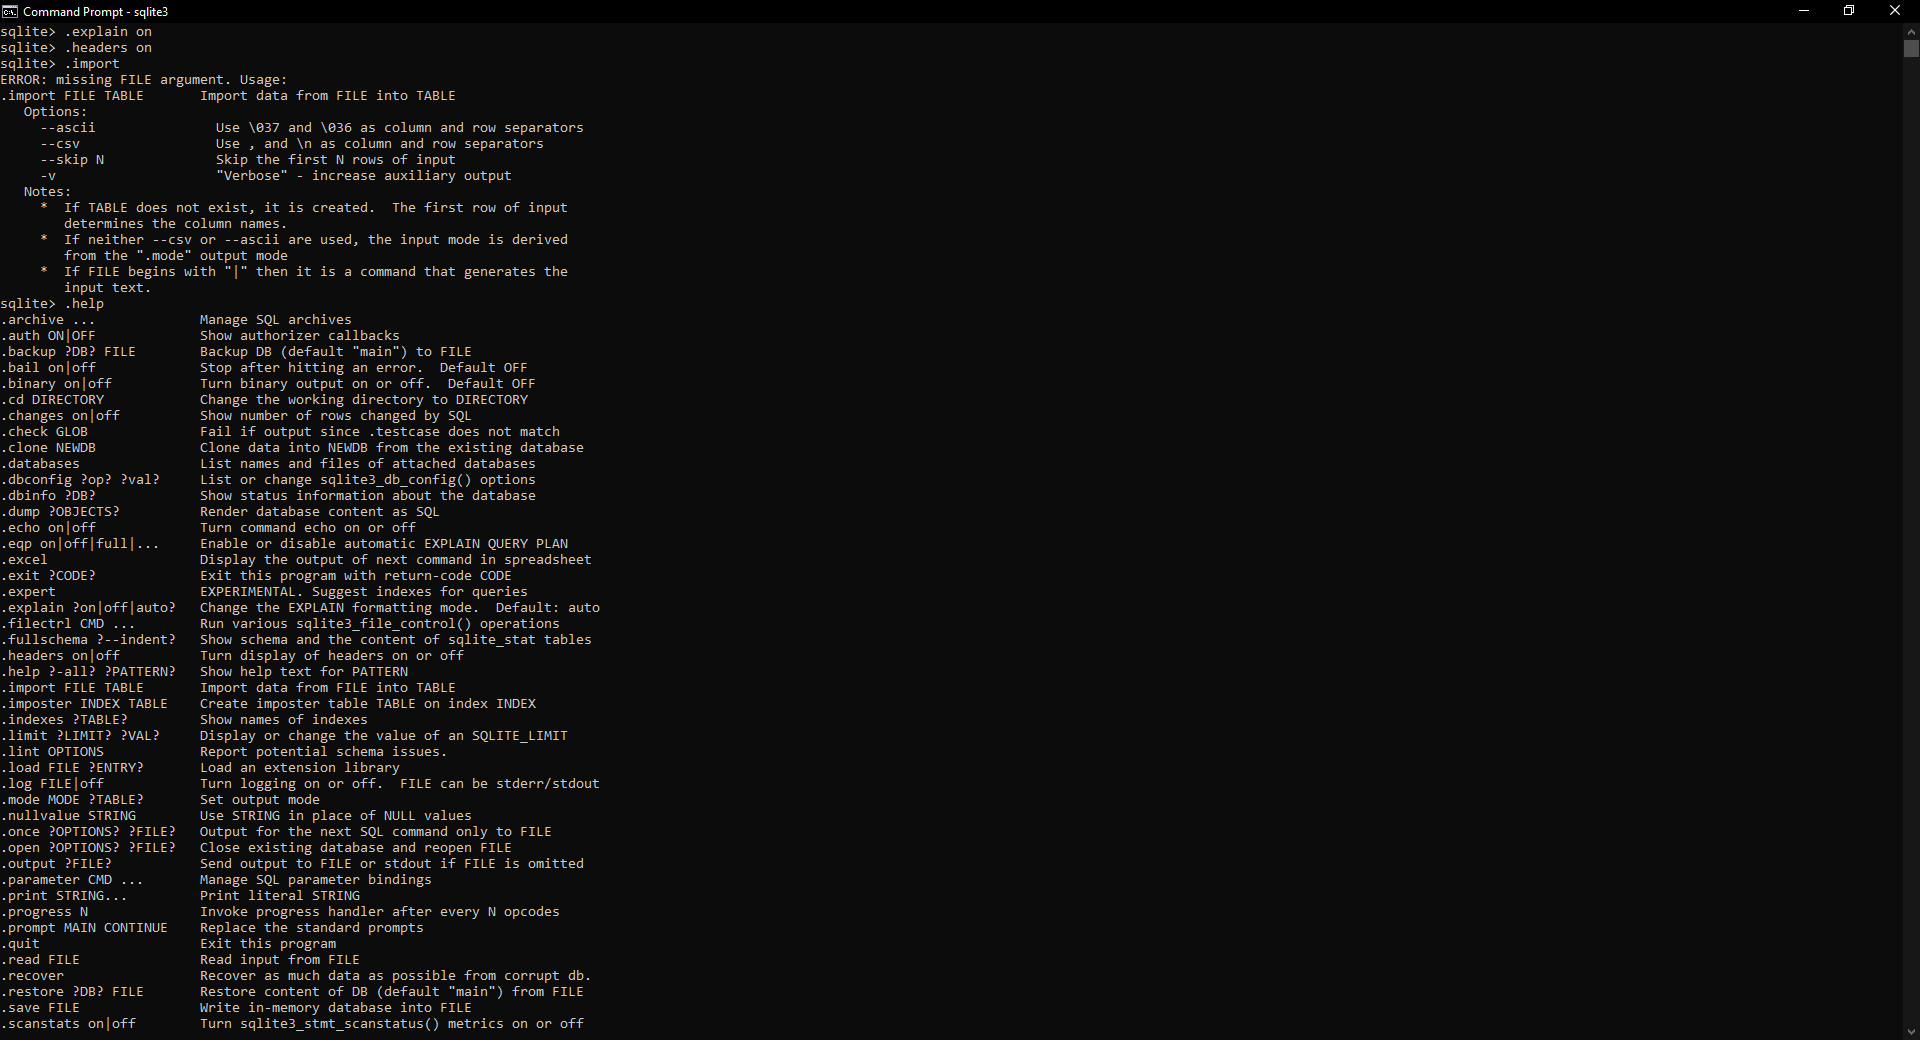 Command Prompt - sqlite3
sqlite> .explain on
sqlite> .headers on
sqlite> .import
ERROR: missing FILE argument. Usage:
.import FILE TABLE       Import data from FILE into TABLE
   Options:
     --ascii               Use \037 and \036 as column and row separators
     --csv                 Use , and \n as column and row separators
     --skip N              Skip the first N rows of input
     -v                    "Verbose" - increase auxiliary output
   Notes:
     *  If TABLE does not exist, it is created.  The first row of input
        determines the column names.
     *  If neither --csv or --ascii are used, the input mode is derived
        from the ".mode" output mode
     *  If FILE begins with "|" then it is a command that generates the
        input text.
sqlite> .help
.archive ...             Manage SQL archives
.auth ON|OFF             Show authorizer callbacks
.backup ?DB? FILE        Backup DB (default "main") to FILE
.bail on|off             Stop after hitting an error.  Default OFF
.binary on|off           Turn binary output on or off.  Default OFF
.cd DIRECTORY            Change the working directory to DIRECTORY
.changes on|off          Show number of rows changed by SQL
.check GLOB              Fail if output since .testcase does not match
.clone NEWDB             Clone data into NEWDB from the existing database
.databases               List names and files of attached databases
.dbconfig ?op? ?val?     List or change sqlite3_db_config() options
.dbinfo ?DB?             Show status information about the database
.dump ?OBJECTS?          Render database content as SQL
.echo on|off             Turn command echo on or off
.eqp on|off|full|...     Enable or disable automatic EXPLAIN QUERY PLAN
.excel                   Display the output of next command in spreadsheet
.exit ?CODE?             Exit this program with return-code CODE
.expert                  EXPERIMENTAL. Suggest indexes for queries
.explain ?on|off|auto?   Change the EXPLAIN formatting mode.  Default: auto
.filectrl CMD ...        Run various sqlite3_file_control() operations
.fullschema ?--indent?   Show schema and the content of sqlite_stat tables
.headers on|off          Turn display of headers on or off
.help ?-all? ?PATTERN?   Show help text for PATTERN
.import FILE TABLE       Import data from FILE into TABLE
.imposter INDEX TABLE    Create imposter table TABLE on index INDEX
.indexes ?TABLE?         Show names of indexes
.limit ?LIMIT? ?VAL?     Display or change the value of an SQLITE_LIMIT
.lint OPTIONS            Report potential schema issues.
.load FILE ?ENTRY?       Load an extension library
.log FILE|off            Turn logging on or off.  FILE can be stderr/stdout
.mode MODE ?TABLE?       Set output mode
.nullvalue STRING        Use STRING in place of NULL values
.once ?OPTIONS? ?FILE?   Output for the next SQL command only to FILE
.open ?OPTIONS? ?FILE?   Close existing database and reopen FILE
.output ?FILE?           Send output to FILE or stdout if FILE is omitted
.parameter CMD ...       Manage SQL parameter bindings
.print STRING...         Print literal STRING
.progress N              Invoke progress handler after every N opcodes
.prompt MAIN CONTINUE    Replace the standard prompts
.quit                    Exit this program
.read FILE               Read input from FILE
.recover                 Recover as much data as possible from corrupt db.
.restore ?DB? FILE       Restore content of DB (default "main") from FILE
.save FILE               Write in-memory database into FILE
.scanstats on|off        Turn sqlite3_stmt_scanstatus() metrics on or off